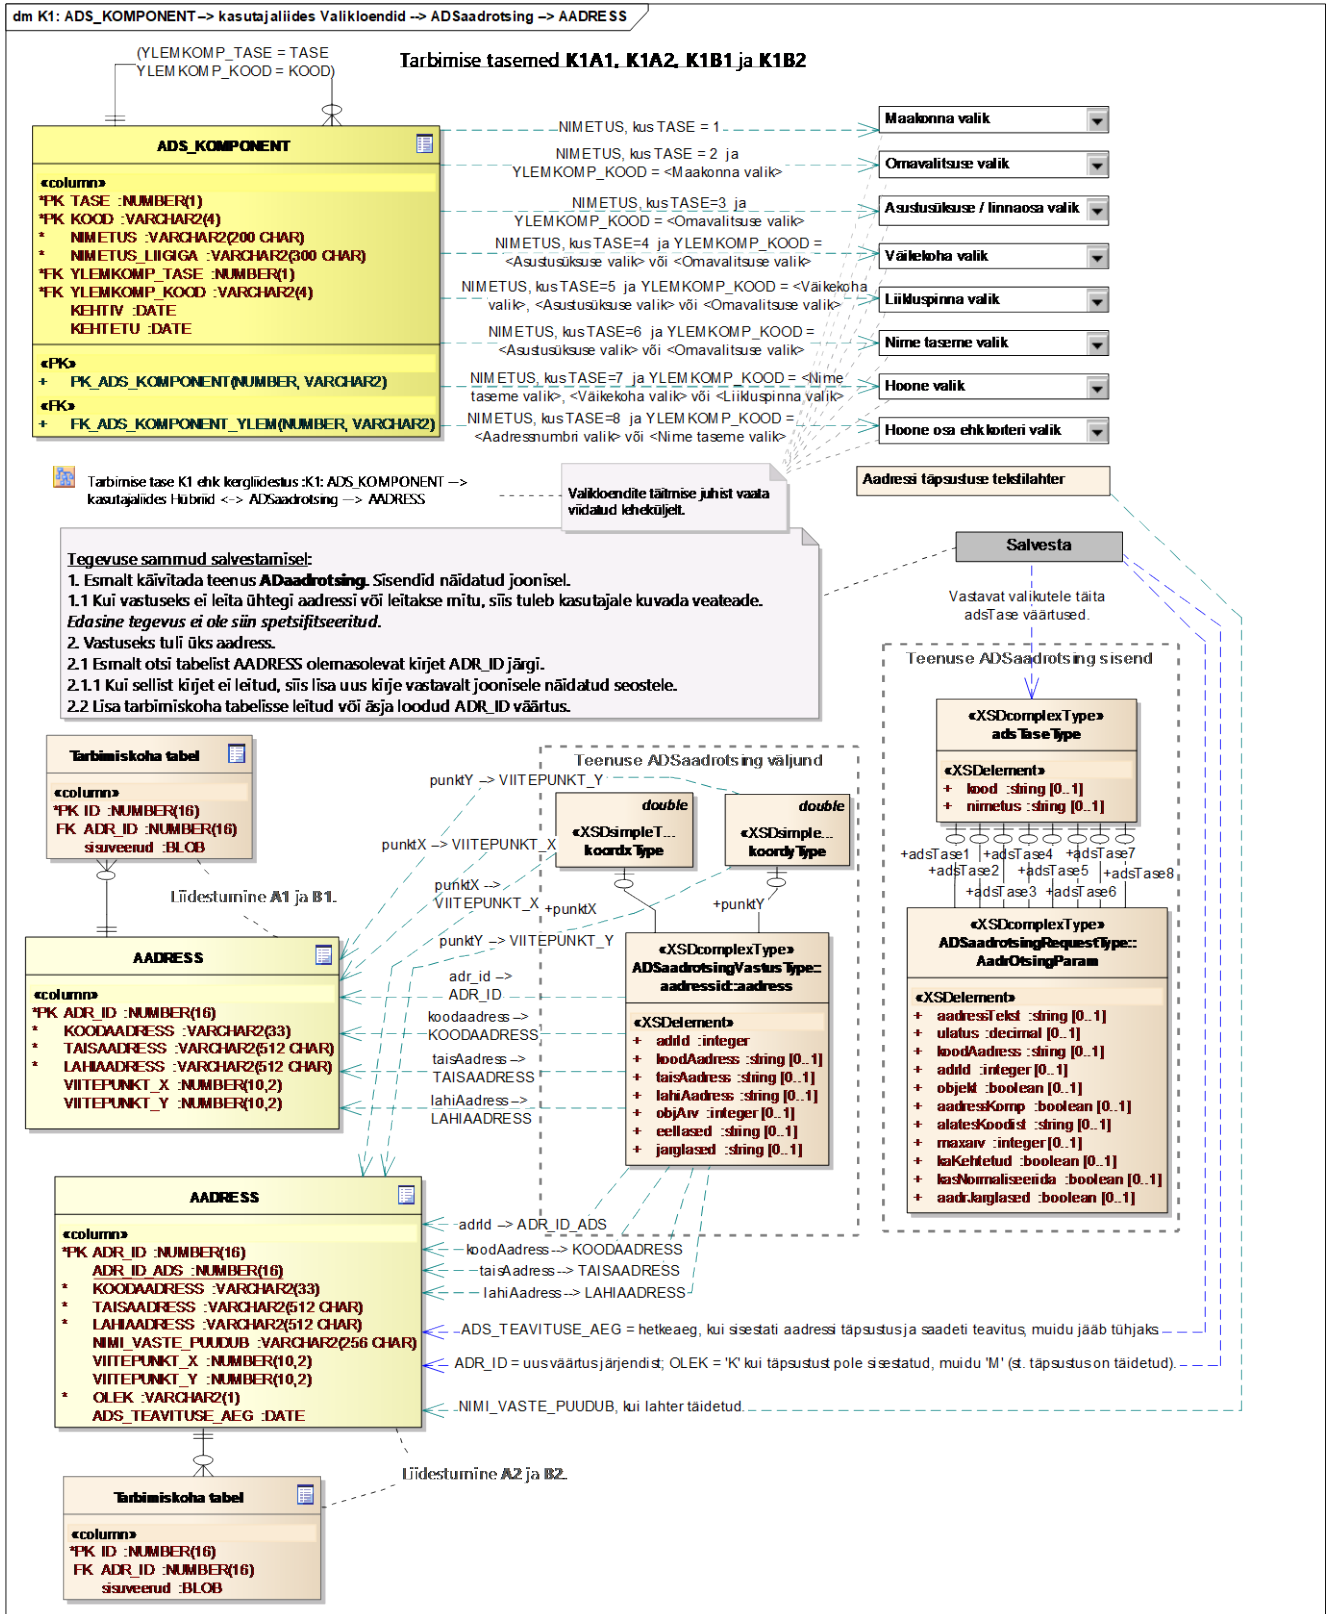 dm K1: ADS_KOMPONENT--> kasutajaliides Valikloendid --> ADSaadrotsing --> AADRESS
(YLEMKOMP_TASE = TASE
YLEMKOMP_KOOD = KOOD)
Tarbimise tasemed K1A1, K1A2, K1B1 ja K1B2
ADS_KOMPONENT
«column»
*PK TASE :NUMBER(1)
*PK KOOD :VARCHAR2(4)
* NIMETUS :VARCHAR2(200 CHAR)
* NIMETUS_LIIGIGA :VARCHAR2(300 CHAR)
*FK YLEMKOMP_TASE :NUMBER(1)
*FK YLEMKOMP_KOOD :VARCHAR2(4)
KEHTIV :DATE
KEHTETU :DATE
«PK»
+ PK_ADS_KOMPONENT(NUMBER, VARCHAR2)
«FK»
+ FK_ADS_KOMPONENT_YLEM(NUMBER, VARCHAR2)
NIMETUS, kus TASE = 1
NIMETUS, kus TASE = 2 ja
YLEMKOMP_KOOD = <Maakonna valik>
NIMETUS, kus TASE=3 ja
YLEMKOMP_KOOD = <Omavalitsuse valik>
NIMETUS, kus TASE=4 ja YLEMKOMP_KOOD =
<Asustusüksuse valik> või <Omavalitsuse valik>
NIMETUS, kus TASE=5 ja YLEMKOMP_KOOD = <Väikekoha
valik>, <Asustusüksuse valik> või <Omavalitsuse valik>
NIMETUS, kus TASE=6 ja YLEMKOMP_KOOD =
<Asustusüksuse valik> või <Omavalitsuse valik>
NIMETUS, kus TASE=7 ja YLEMKOMP_KOOD = <Nime
taseme valik>, <Väikekoha valik> või <Liikluspinna valik>
NIMETUS, kus TASE=8 ja YLEMKOMP_KOOD =
<Aadressnumbri valik> või <Nime taseme valik>
Maakonna valik
Omavalitsuse valik
Asustusüksuse / linnaosa valik
Väikekoha valik
Liikluspinna valik
Nime taseme valik
Hoone valik
Hoone osa ehk korteri valik
Tarbimise tase K1 ehk kergliidestus :K1: ADS_KOMPONENT -->
kasutajaliides Hübriid <-> ADSaadrotsing --> AADRESS
Valikloendite täitmise juhist vaata
viidatud leheküljelt.
Aadressi täpsustuse tekstilahter
Salvesta
Tegevuse sammud salvestamisel:
1. Esmalt käivitada teenus ADaadrotsing. Sisendid näidatud joonisel.
1.1 Kui vastuseks ei leita ühtegi aadressi või leitakse mitu, siis tuleb kasutajale kuvada veateade.
Edasine tegevus ei ole siin spetsifitseeritud.
2. Vastuseks tuli üks aadress.
2.1 Esmalt otsi tabelist AADRESS olemasolevat kirjet ADR_ID järgi.
2.1.1 Kui sellist kirjet ei leitud, siis lisa uus kirje vastavalt joonisele näidatud seostele.
2.2 Lisa tarbimiskoha tabelisse leitud või äsja loodud ADR_ID väärtus.
Vastavat valikutele täita
adsTase väärtused.
Teenuse ADSaadrotsing sisend
«XSDcomplexType»
adsTaseType
«XSDelement»
+ kood :string [0..1]
+ nimetus :string [0..1]
+adsTase1
+adsTase2
+adsTase3
+adsTase4
+adsTase5
+adsTase6
+adsTase7
+adsTase8
«XSDcomplexType»
ADSaadrotsingRequestType::
AadrOtsingParam
«XSDelement»
+ aadressTekst :string [0..1]
+ ulatus :decimal [0..1]
+ koodAadress :string [0..1]
+ adrId :integer [0..1]
+ objekt :boolean [0..1]
+ aadressKomp :boolean [0..1]
+ alatesKoodist :string [0..1]
+ maxarv :integer [0..1]
+ kaKehtetud :boolean [0..1]
+ kasNormaliseerida :boolean [0..1]
+ aadrJarglased :boolean [0..1]
Tarbimiskoha tabel
«column»
*PK ID :NUMBER(16)
FK ADR_ID :NUMBER(16)
sisuveerud :BLOB
Liidestumine A1 ja B1.
AADRESS
«column»
*PK ADR_ID :NUMBER(16)
* KOODAADRESS :VARCHAR2(33)
* TAISAADRESS :VARCHAR2(512 CHAR)
* LAHIAADRESS :VARCHAR2(512 CHAR)
VIITEPUNKT_X :NUMBER(10,2)
VIITEPUNKT_Y :NUMBER(10,2)
Teenuse ADSaadrotsing väljund
punktY --> VIITEPUNKT_Y
punktX --> VIITEPUNKT_X
punktX -->
VIITEPUNKT_X
punktY --> VIITEPUNKT_Y
double
«XSDsimpleT...
koordxType
double
«XSDsimple...
koordyType
+punktX
+punktY
adr_id -->
ADR_ID
koodaadress -->
KOODAADRESS
taisAadress -->
TAISAADRESS
lahiAadress -->
LAHIAADRESS
«XSDcomplexType»
ADSaadrotsingVastusType::
aadressid::aadress
«XSDelement»
+ adrId :integer
+ koodAadress :string [0..1]
+ taisAadress :string [0..1]
+ lahiAadress :string [0..1]
+ objArv :integer [0..1]
+ eellased :string [0..1]
+ jarglased :string [0..1]
AADRESS
«column»
*PK ADR_ID :NUMBER(16)
ADR_ID_ADS :NUMBER(16)
* KOODAADRESS :VARCHAR2(33)
* TAISAADRESS :VARCHAR2(512 CHAR)
* LAHIAADRESS :VARCHAR2(512 CHAR)
NIMI_VASTE_PUUDUB :VARCHAR2(256 CHAR)
VIITEPUNKT_X :NUMBER(10,2)
VIITEPUNKT_Y :NUMBER(10,2)
* OLEK :VARCHAR2(1)
ADS_TEAVITUSE_AEG :DATE
adrId --> ADR_ID_ADS
koodAadress--> KOODAADRESS
taisAadress--> TAISAADRESS
lahiAadress--> LAHIAADRESS
ADS_TEAVITUSE_AEG = hetkeaeg, kui sisestati aadressi täpsustus ja saadeti teavitus, muidu jääb tühjaks.
ADR_ID = uus väärtus järjendist; OLEK = 'K' kui täpsustust pole sisestatud, muidu 'M' (st. täpsustus on täidetud).
NIMI_VASTE_PUUDUB, kui lahter täidetud.
Liidestumine A2 ja B2.
Tarbimiskoha tabel
«column»
*PK ID :NUMBER(16)
FK ADR_ID :NUMBER(16)
sisuveerud :BLOB